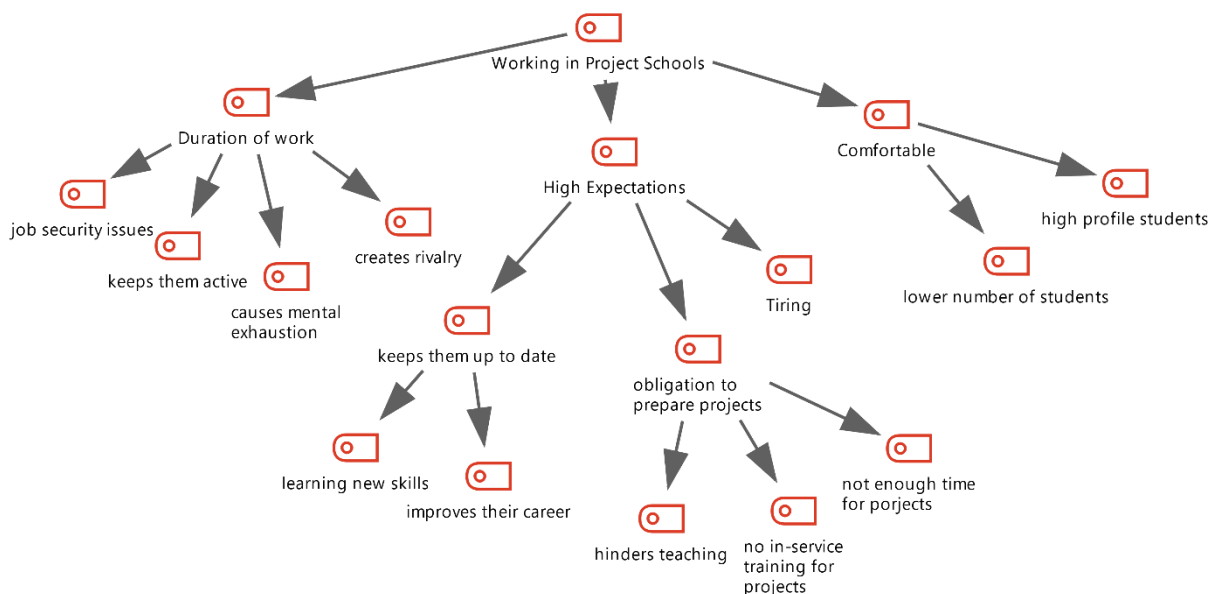 Working in Project Schools
Duration of work
High Expectations
Comfortable
job security issues
keeps them active
causes mental
exhaustion
creates rivalry
keeps them up to date
obligation to
prepare projects
Tiring
lower number of students
high profile students
learning new skills
improves their career
hinders teaching
no in-service
training for
projects
not enough time
for porjects